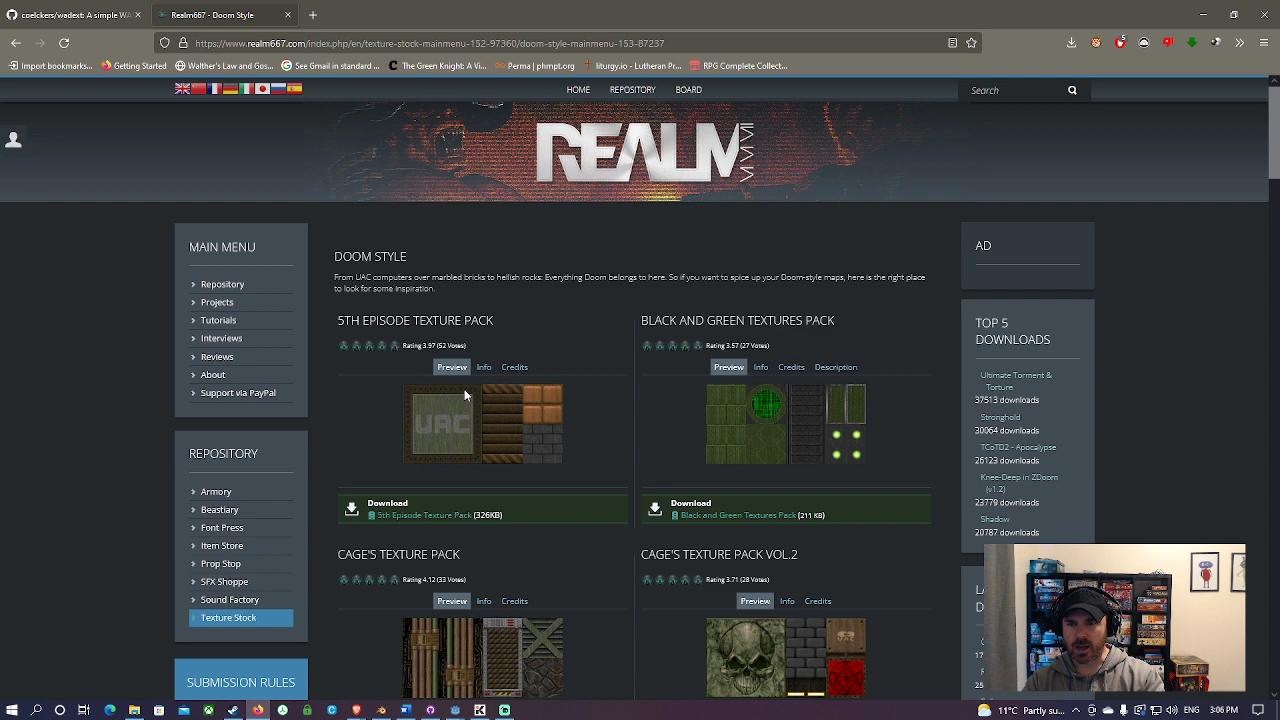 coelckers/Raze: A simple WA
Realm667 - Doom Style
https://www.realm667.com/index.php/en/texture-stock-mainmenu-152-97360/doom-style-mainmenu-153-87237
5
Import bookmarks...
Getting Started
Walther's Law and Gos...
See Gmail in standard ...
The Green Knight: A Vi...
Perma | phmpt.org
liturgy.io - Lutheran Pr...
RPG Complete Collect...
HOME
REPOSITORY
BOARD
Search
REALM
DCLXVII
MAIN MENU
Repository
Projects
Tutorials
Interviews
Reviews
About
Support via PayPal
REPOSITORY
Armory
Beastiary
Font Press
Item Store
Prop Stop
SFX Shoppe
Sound Factory
Texture Stock
SUBMISSION RULES
DOOM STYLE
From UAC computers over marbled bricks to hellish rocks: Everything Doom belongs to here. So if you want to spice up your Doom-style maps, here is the right place
to look for some inspiration.
5TH EPISODE TEXTURE PACK
Rating 3.97 (52 Votes)
Preview Info Credits
UAC
Download
5th Episode Texture Pack (326KB)
BLACK AND GREEN TEXTURES PACK
Rating 3.57 (27 Votes)
Preview Info Credits Description
Download
Black and Green Textures Pack (211 KB)
CAGE'S TEXTURE PACK
Rating 4.12 (33 Votes)
Preview Info Credits
CAGE'S TEXTURE PACK VOL.2
Rating 3.71 (28 Votes)
Preview Info Credits
UAC
AD
TOP 5
DOWNLOADS
Ultimate Torment &
Torture
37513 downloads
Stronghold
30064 downloads
TCoTD2 - Apocalypse
26123 downloads
Knee-Deep in ZDoom
(v1.2)
23779 downloads
Shadow
20787 downloads
11°C Partly ...
3:06 PM